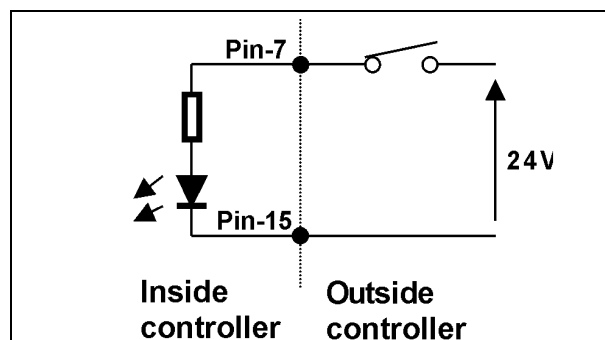 Pin-7
24V
Pin-15
Inside
controller
Outside
controller